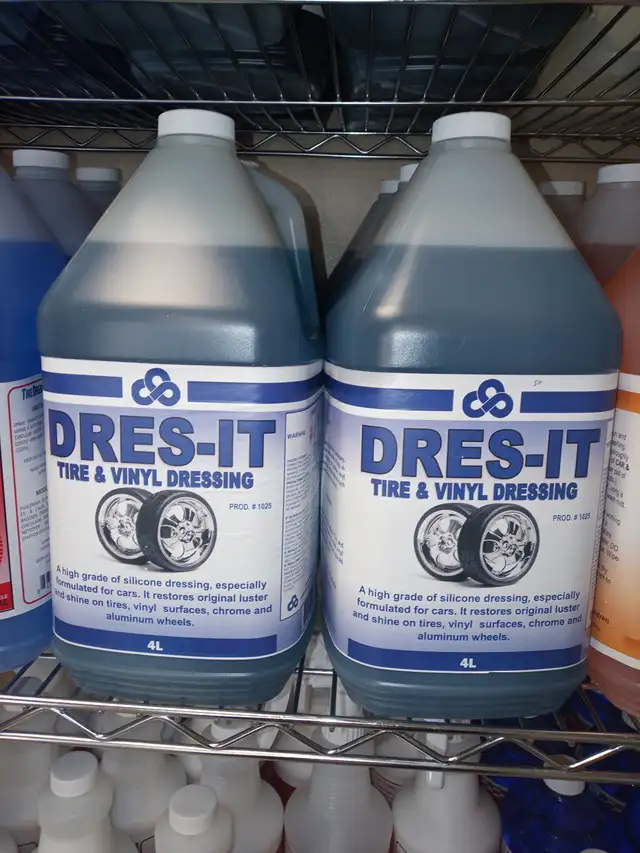 DRES-IT
TIRE & VINYL DRESSING
PROD. # 1025
A high grade of silicone dressing, especially
formulated for cars. It restores original luster
and shine on tires, vinyl surfaces, chrome and
aluminum wheels.
4L
WARNING
DRES-IT
TIRE & VINYL DRESSING
PROD. # 1025
A high grade of silicone dressing, especially
formulated for cars. It restores original luster
and shine on tires, vinyl surfaces, chrome and
aluminum wheels.
4L